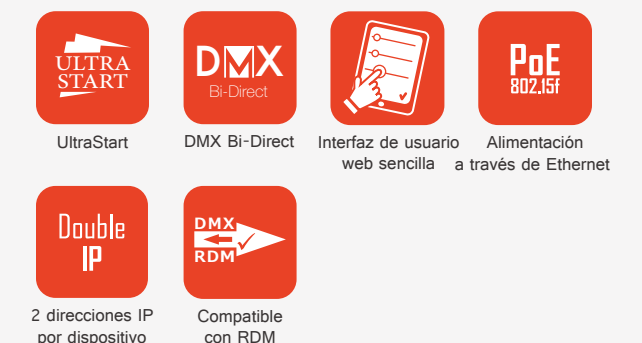 ULTRA
START
UltraStart
DMX
Bi-Direct
DMX Bi-Direct
Interfaz de usuario
web sencilla
PoE
802.15f
Alimentación
a través de Ethernet
Double
IP
2 direcciones IP
por dispositivo
DMX
RDM
Compatible
con RDM